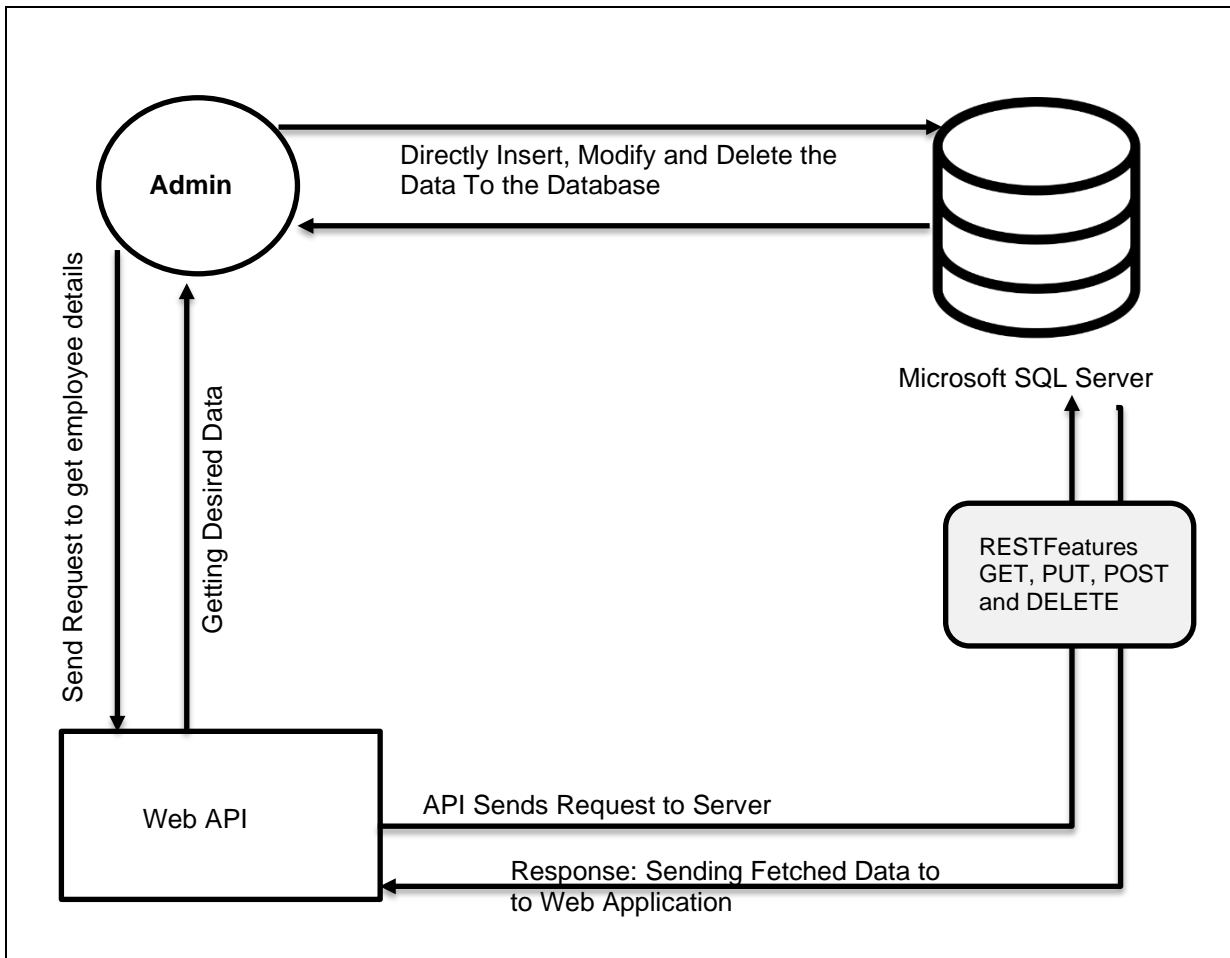 Admin
Directly Insert, Modify and Delete the
Data To the Database
Microsoft SQL Server
Send Request to get employee details
Getting Desired Data
RESTFeatures
GET, PUT, POST
and DELETE
Web API
API Sends Request to Server
Response: Sending Fetched Data to
to Web Application